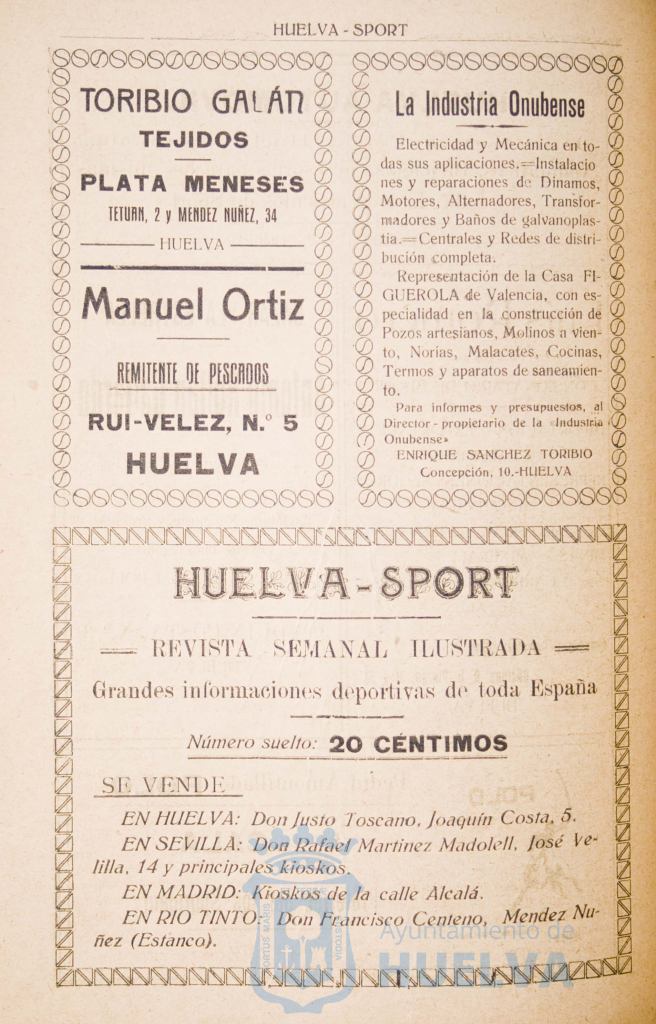 HUELVA - SPORT
TORIBIO GALÁN
TEJIDOS
PLATA MENESES
TETUAN, 2 y MENDEZ NUÑEZ, 34
HUELVA
Manuel Ortiz
REMITENTE DE PESCADOS
RUI-VELEZ, N.º 5
HUELVA
La Industria Onubense
Electricidad y Mecánica en to-
das sus aplicaciones.=Instalacio
nes y reparaciones de Dinamos,
Motores, Alternadores, Transfor-
madores y Baños de galvanoplas-
tia.=Centrales y Redes de distri-
bución completa.
Representación de la Casa FI-
GUEROLA de Valencia, con es-
pecialidad en la construcción de
Pozos artesianos, Molinos a vien-
to, Norias, Malacates, Cocinas,
Termos y aparatos de saneamien-
to.
Para informes y presupuestos, al
Director - propietario de la «Industria
Onubense»
ENRIQUE SANCHEZ TORIBIO
Concepción, 10.-HUELVA
HUELVA - SPORT
REVISTA SEMANAL ILUSTRADA
Grandes informaciones deportivas de toda España
Número suelto: 20 CÉNTIMOS
SE VENDE
EN HUELVA: Don Justo Toscano, Joaquín Costa, 5.
EN SEVILLA: Don Rafael Martinez Madolell, José Ve-
lilla, 14 y principales kioskos.
EN MADRID: Kioskos de la calle Alcalá.
EN RIO TINTO: Don Francisco Centeno, Mendez Nu-
ñez (Estanco).
Ayuntamiento de
HUELVA